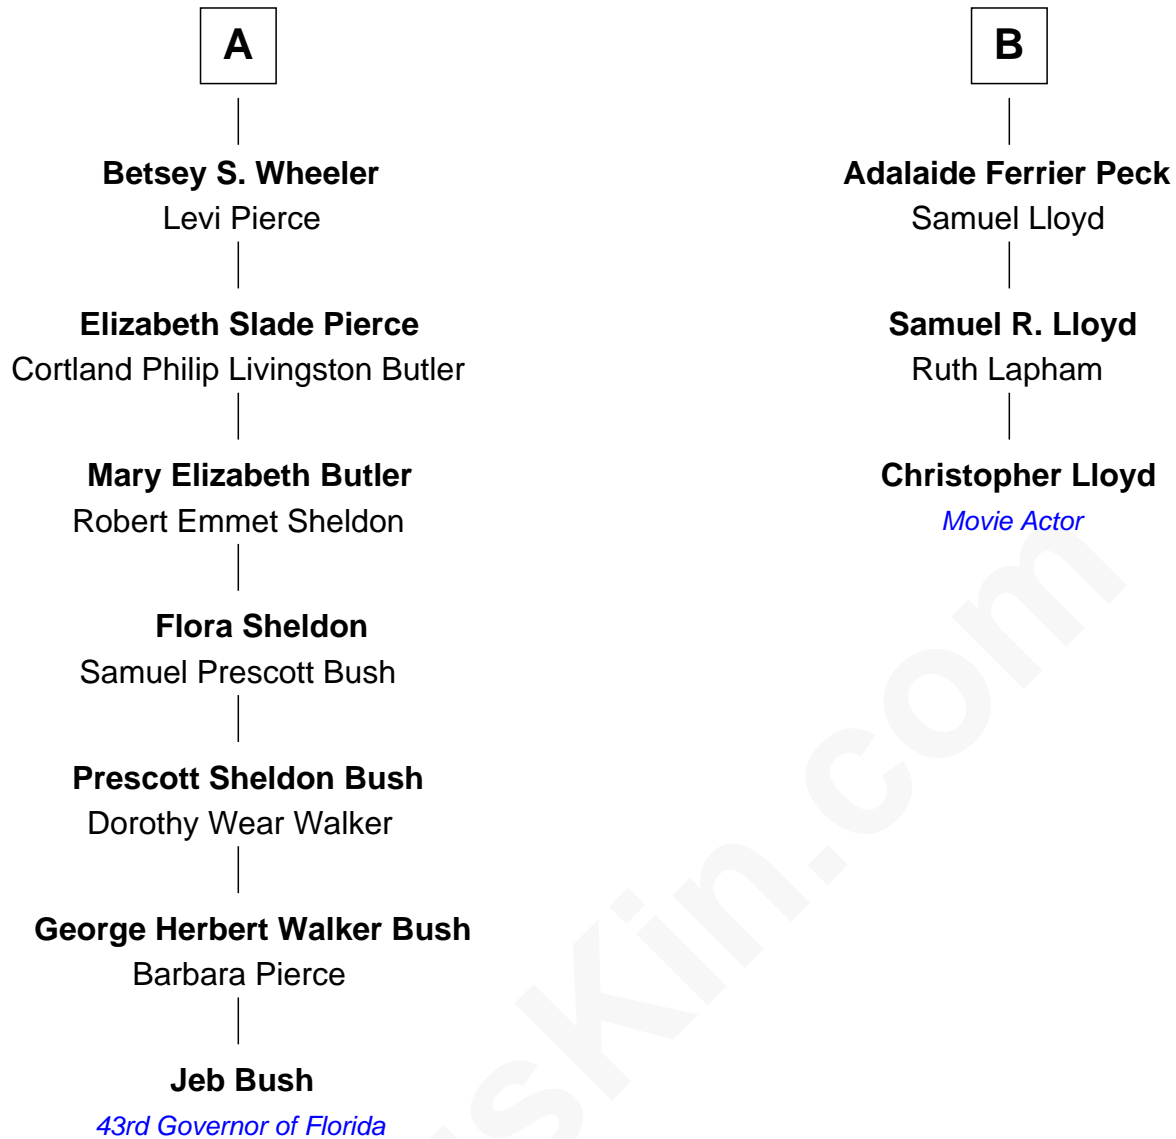 A
Betsey S. Wheeler
Levi Pierce
Elizabeth Slade Pierce
Cortland Philip Livingston Butler
Mary Elizabeth Butler
Robert Emmet Sheldon
Flora Sheldon
Samuel Prescott Bush
Prescott Sheldon Bush
Dorothy Wear Walker
George Herbert Walker Bush
Barbara Pierce
Jeb Bush
43rd Governor of Florida
B
Adalaide Ferrier Peck
Samuel Lloyd
Samuel R. Lloyd
Ruth Lapham
Christopher Lloyd
Movie Actor
sKin.com